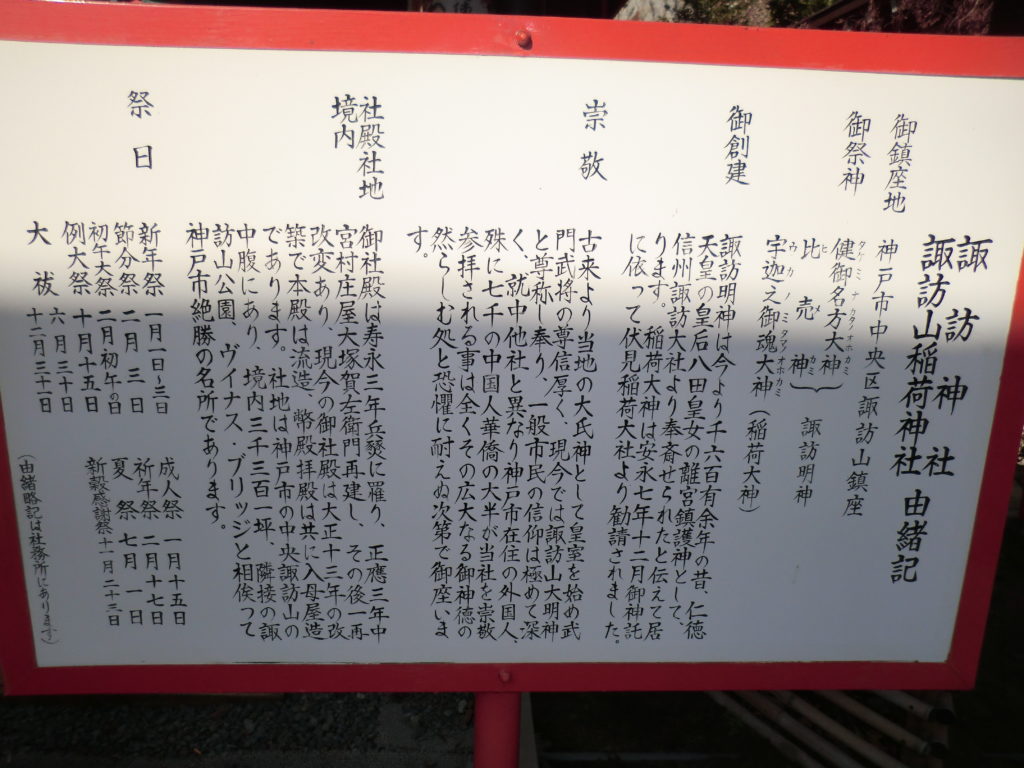 諏訪神社
諏訪山稲荷神社 由緒記
御鎮座地
神戸市中央区諏訪山鎮座
御祭神
健御名方大神
タケミナカタノオホカミ
比売神
ヒメカミ
諏訪明神
宇迦之御魂大神（稲荷大神）
ウカノミタマノオホカミ
御創建
諏訪明神は今より千六百有余年の昔、仁徳
天皇の皇后八田皇女の離宮鎮護神として、
信州諏訪大社より奉斎せられたと伝えて居
ります。稲荷大神は安永七年十二月御神託
に依って伏見稲荷大社より勧請されました。
崇敬
古来より当地の大氏神として皇室を始め武
門武将の尊信厚く、現今では諏訪山大明神
と尊称し奉り、一般市民の信仰は極めて深
く、就中他社と異なり神戸市在住の外国人、
殊に七千の中国人華僑の大半が当社を崇敬
参拝される事は全くその広大なる御神徳の
然らしむ処と恐懼に耐えぬ次第で御座いま
す。
社殿社地
境内
御社殿は寿永三年兵燹に罹り、正應三年中
宮村庄屋大塚賀左衛門再建し、その後一再
改変あり、現今の御社殿は大正十三年の改
築で本殿は流造、幣殿拝殿は共に入母屋造
であります。社地は神戸市の中央諏訪山の
中腹にあり、境内三千三百一坪、隣接の諏
訪山公園、ヴィナス・ブリッジと相俟って
神戸市絶勝の名所であります。
祭日
新年祭 一月一日〜三日
節分祭 二月三日
初午大祭 二月初午の日
例大祭 十月十五日
六月三十日
大祓 十二月三十一日
成人祭 一月十五日
祈年祭 二月十七日
夏祭 七月一日
新穀感謝祭 十一月二十三日
（由緒略記は社務所にあります）